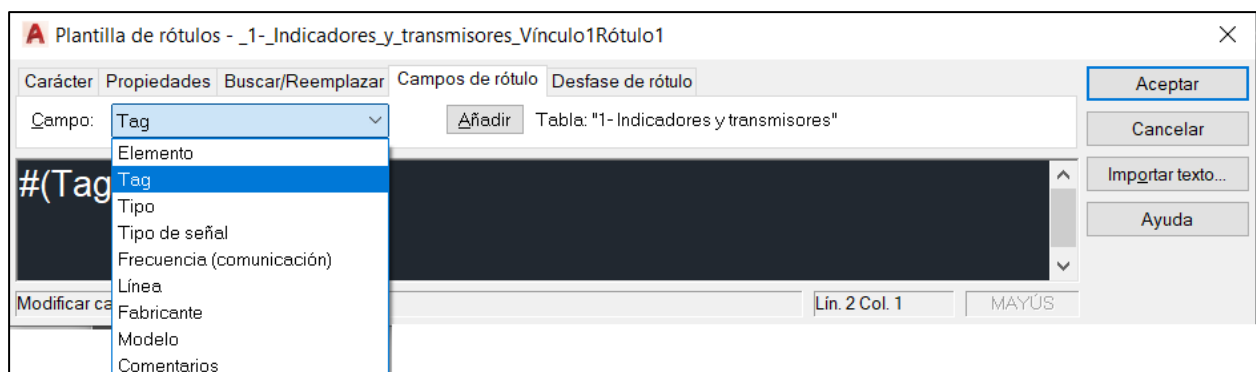 Plantilla de rótulos - _1-_Indicadores_y_transmisores_Vínculo1Rótulo1
Carácter Propiedades Buscar/Reemplazar Campos de rótulo Desfase de rótulo
Aceptar
Campo: Tag Añadir Tabla: "1- Indicadores y transmisores"
Cancelar
Elemento
#(Tag
Tag
Importar texto...
Tipo
Ayuda
Tipo de señal
Frecuencia (comunicación)
Línea
Modificar ca
Lín. 2 Col. 1 MAYÚS
Fabricante
Modelo
Comentarios